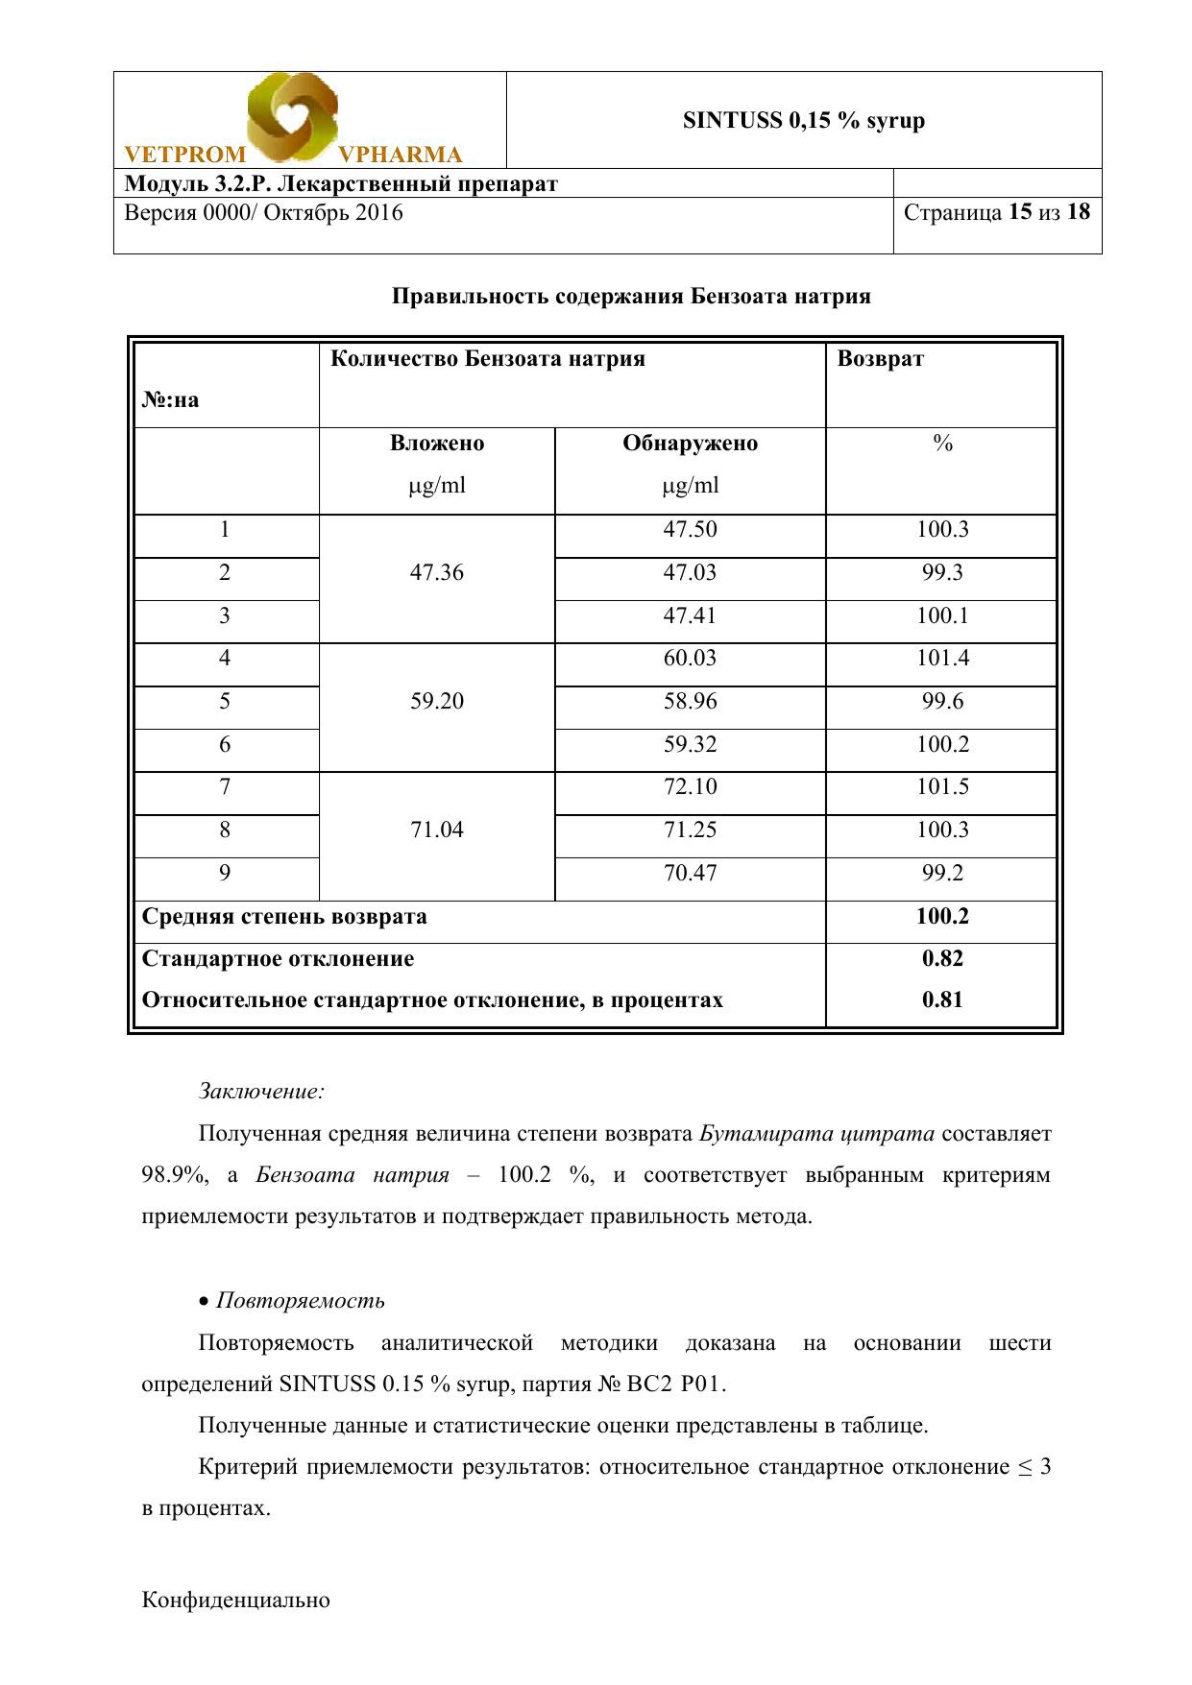 VETPROM VPHARMA
SINTUSS 0,15 % syrup
Модуль 3.2.P. Лекарственный препарат
Версия 0000/ Октябрь 2016
Страница 15 из 18
Правильность содержания Бензоата натрия
№:на
Количество Бензоата натрия
Возврат
Вложено
µg/ml
Обнаружено
µg/ml
%
1 47.50 100.3
2 47.36 47.03 99.3
3 47.41 100.1
4 60.03 101.4
5 59.20 58.96 99.6
6 59.32 100.2
7 72.10 101.5
8 71.04 71.25 100.3
9 70.47 99.2
Средняя степень возврата 100.2
Стандартное отклонение 0.82
Относительное стандартное отклонение, в процентах 0.81
Заключение:
Полученная средняя величина степени возврата Бутамирата цитрата составляет
98.9%, а Бензоата натрия – 100.2 %, и соответствует выбранным критериям
приемлемости результатов и подтверждает правильность метода.
• Повторяемость
Повторяемость аналитической методики доказана на основании шести
определений SINTUSS 0.15 % syrup, партия № BC2 P01.
Полученные данные и статистические оценки представлены в таблице.
Критерий приемлемости результатов: относительное стандартное отклонение ≤ 3
в процентах.
Конфиденциально